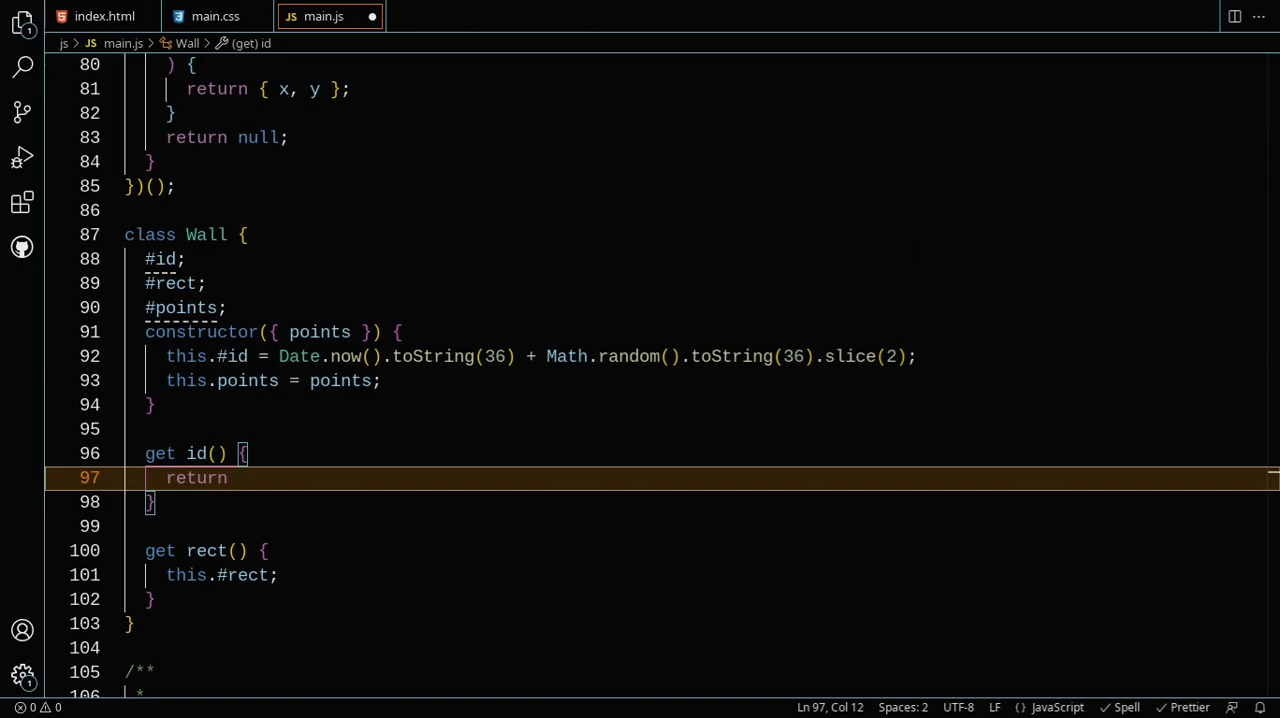 index.html main.css JS main.js
js > JS main.js > Wall > (get) id
80 ) {
81 return { x, y };
82 }
83 return null;
84 }
85 })();
86
87 class Wall {
88 #id;
89 #rect;
90 #points;
91 constructor({ points }) {
92 this.#id = Date.now().toString(36) + Math.random().toString(36).slice(2);
93 this.points = points;
94 }
95
96 get id() {
97 return
98 }
99
100 get rect() {
101 this.#rect;
102 }
103 }
104
105 /**
106 *
0 0 Ln 97, Col 12 Spaces: 2 UTF-8 LF {} JavaScript ✓ Spell ✓ Prettier